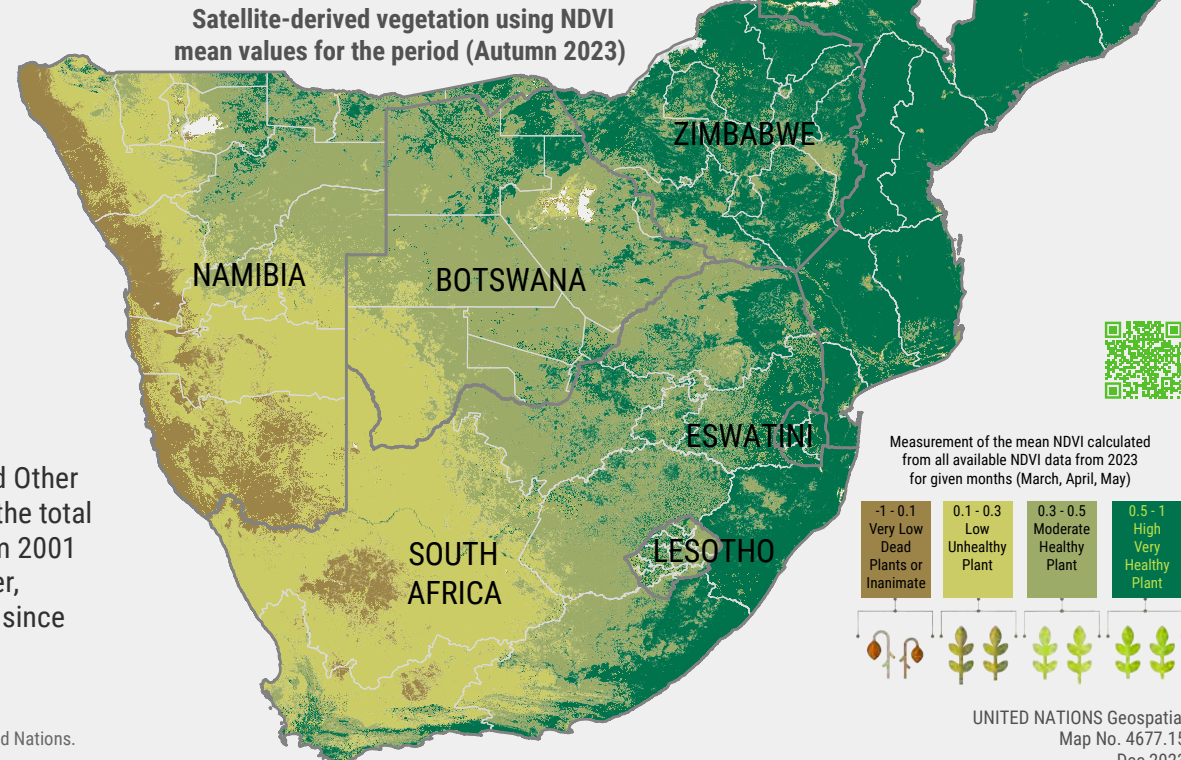 Satellite-derived vegetation using NDVI
mean values for the period (Autumn 2023)
ZIMBABWE
NAMIBIA
BOTSWANA
ESWATINI
LESOTHO
SOUTH
AFRICA
d Other
the total
m 2001
er,
since
d Nations.
Measurement of the mean NDVI calculated
from all available NDVI data from 2023
for given months (March, April, May)
-1 - 0.1
Very Low
Dead
Plants or
Inanimate
0.1 - 0.3
Low
Unhealthy
Plant
0.3 - 0.5
Moderate
Healthy
Plant
0.5 - 1
High
Very
Healthy
Plant
UNITED NATIONS Geospatia
Map No. 4677.15
Dec 2023